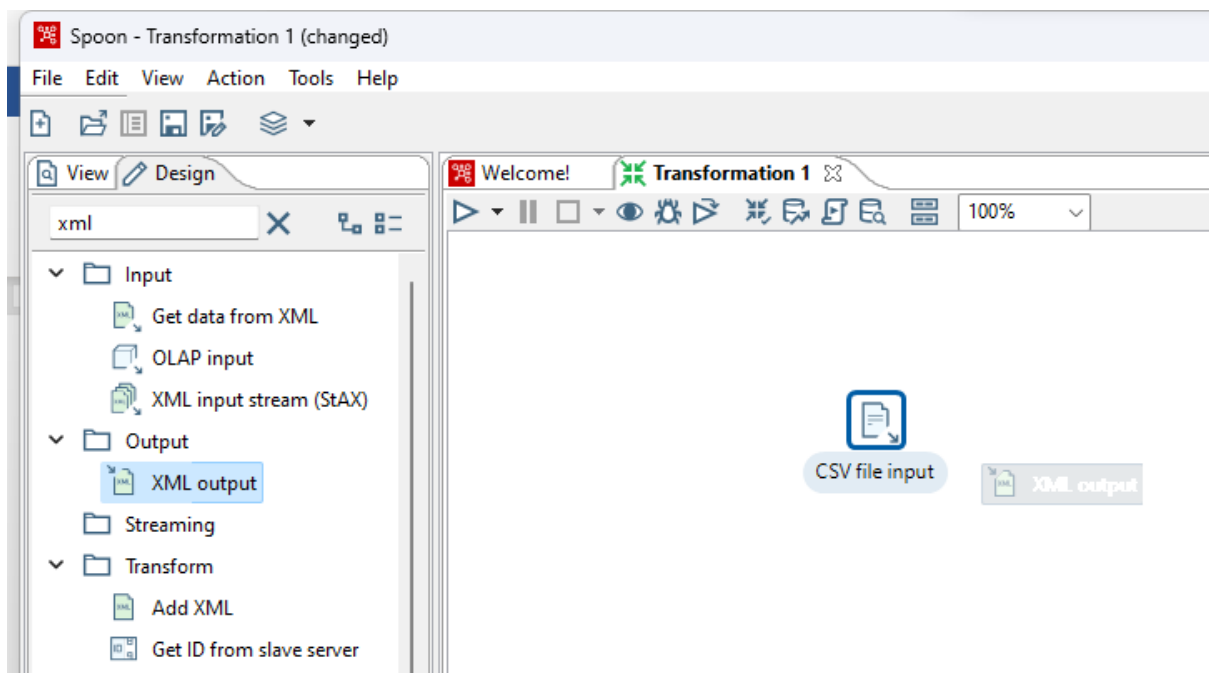 Spoon - Transformation 1 (changed)
File Edit View Action Tools Help
View Design
Welcome! Transformation 1
xml
100%
Input
Get data from XML
OLAP input
XML input stream (StAX)
Output
XML output
Streaming
Transform
Add XML
Get ID from slave server
CSV file input
XML output